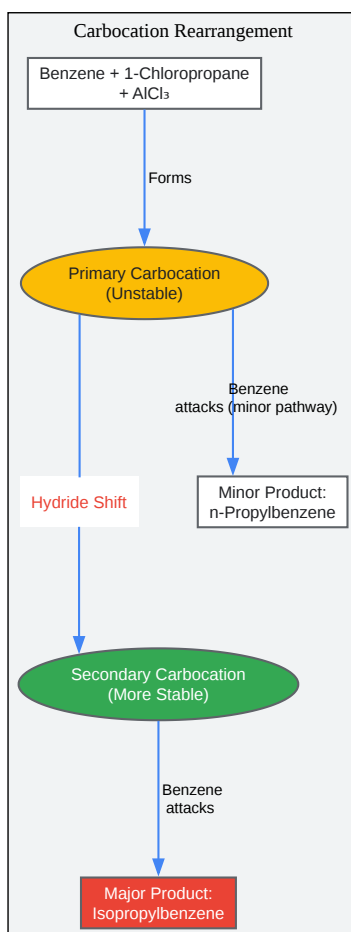 Carbocation Rearrangement
Benzene + 1-Chloropropane
+ AlCl₃
Forms
Primary Carbocation
(Unstable)
Benzene
attacks (minor pathway)
Hydride Shift
Minor Product:
n-Propylbenzene
Secondary Carbocation
(More Stable)
Benzene
attacks
Major Product:
Isopropylbenzene